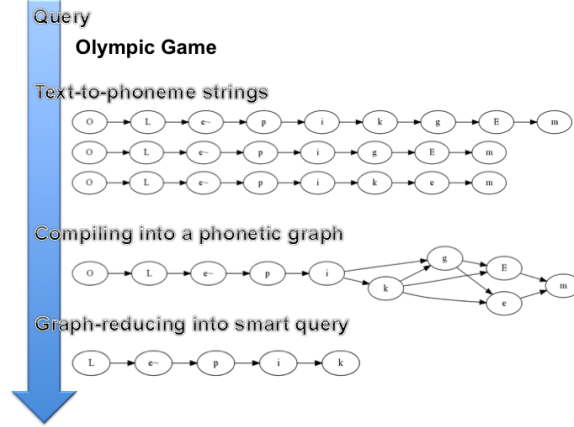 Query
Olympic Game
Text-to-phoneme strings
O L e~ p i k g E m
O L e~ p i g E m
O L e~ p i k e m
Compiling into a phonetic graph
O L e~ p i k g E e m
Graph-reducing into smart query
L e~ p i k